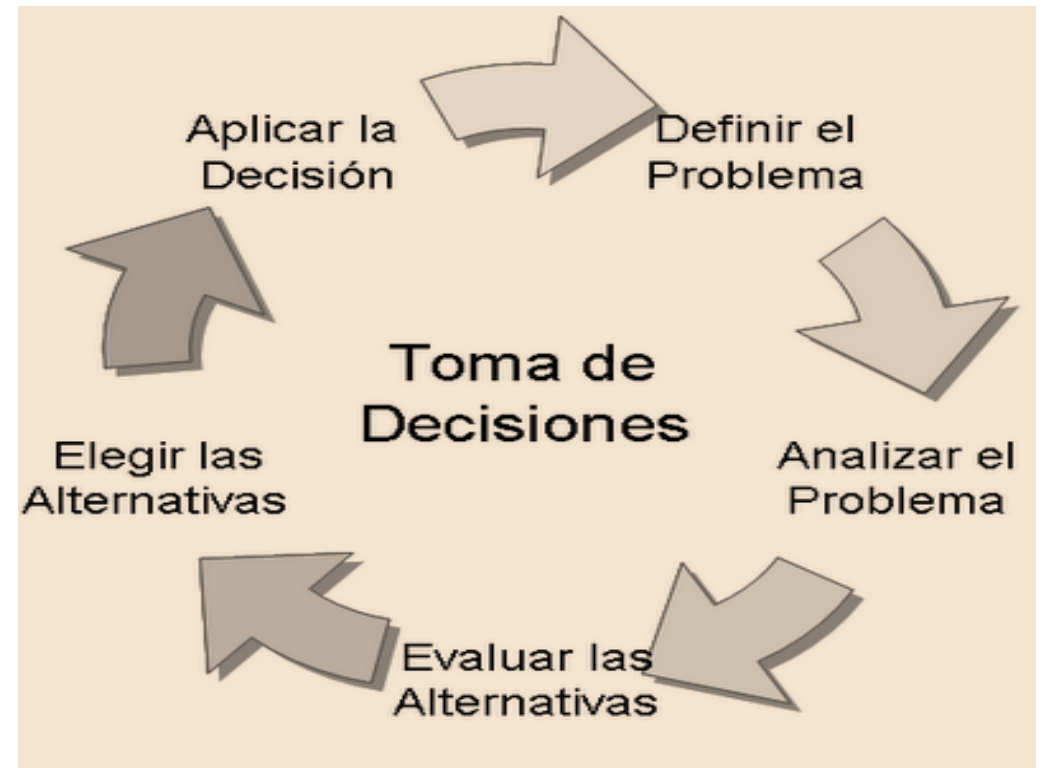 Aplicar la
Decisión
Definir el
Problema
Toma de
Decisiones
Elegir las
Alternativas
Analizar el
Problema
Evaluar las
Alternativas